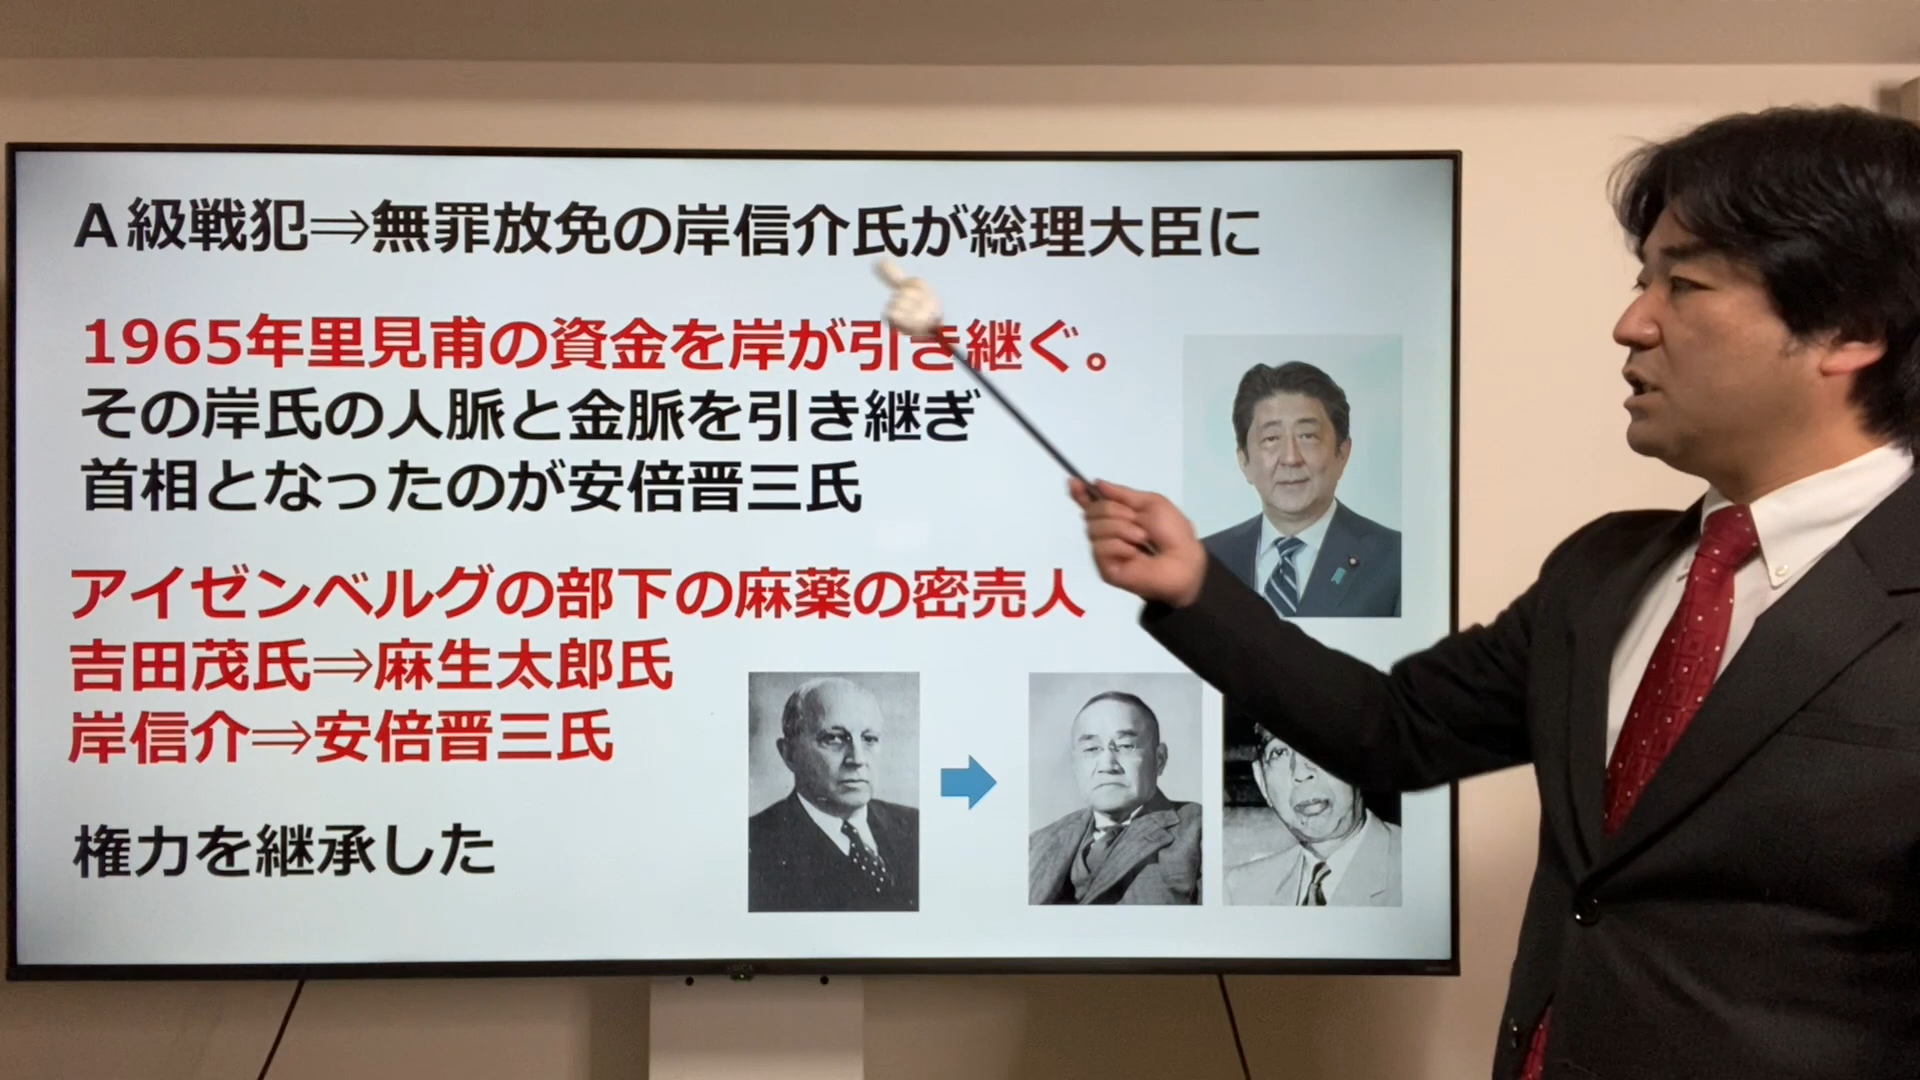 A級戦犯⇒無罪放免の岸信介氏が総理大臣に
1965年里見甫の資金を岸が引き継ぐ。
その岸氏の人脈と金脈を引き継ぎ
首相となったのが安倍晋三氏
アイゼンベルグの部下の麻薬の密売人
吉田茂氏⇒麻生太郎氏
岸信介⇒安倍晋三氏
権力を継承した